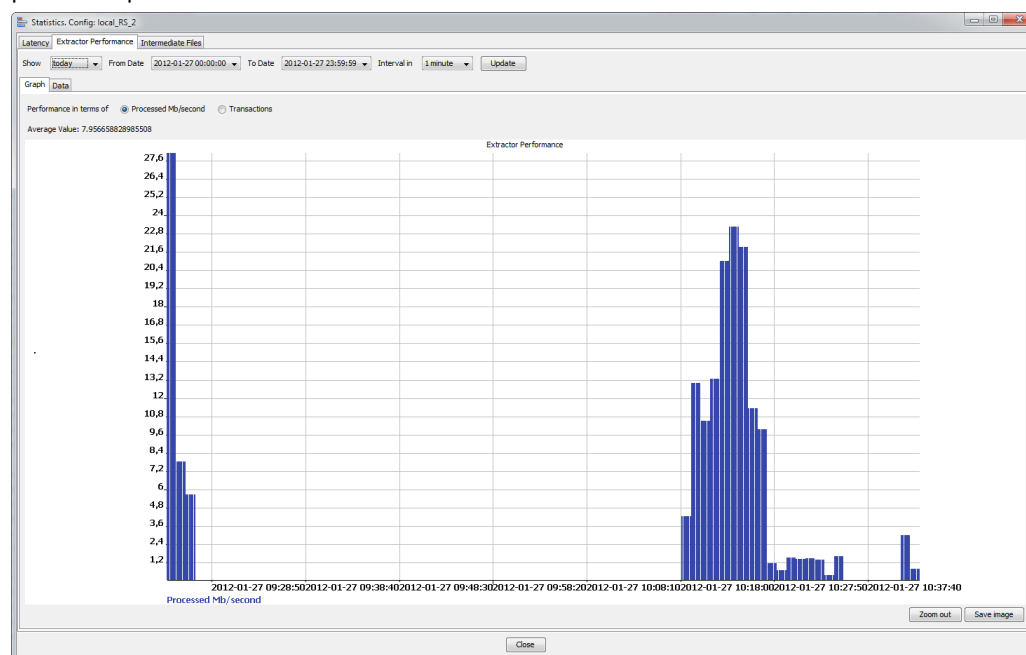 Statistics. Config: local_RS_2
Latency Extractor Performance Intermediate Files
Show today From Date 2012-01-27 00:00:00 To Date 2012-01-27 23:59:59 Interval in 1 minute Update
Graph Data
Performance in terms of Processed Mb/second Transactions
Average Value: 7.956658828985508
Extractor Performance
27,6
26,4
25,2
24
22,8
21,6
20,4
19,2
18
16,8
15,6
14,4
13,2
12
10,8
9,6
8,4
7,2
6
4,8
3,6
2,4
1,2
2012-01-27 09:28:50 2012-01-27 09:38:40 2012-01-27 09:48:30 2012-01-27 09:58:20 2012-01-27 10:08:10 2012-01-27 10:18:00 2012-01-27 10:27:50 2012-01-27 10:37:40
Processed Mb/second
Zoom out Save image
Close